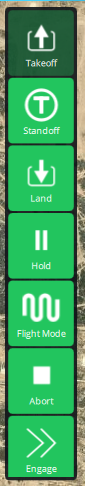 Takeoff
T
Standoff
Land
Hold
Flight Mode
Abort
Engage